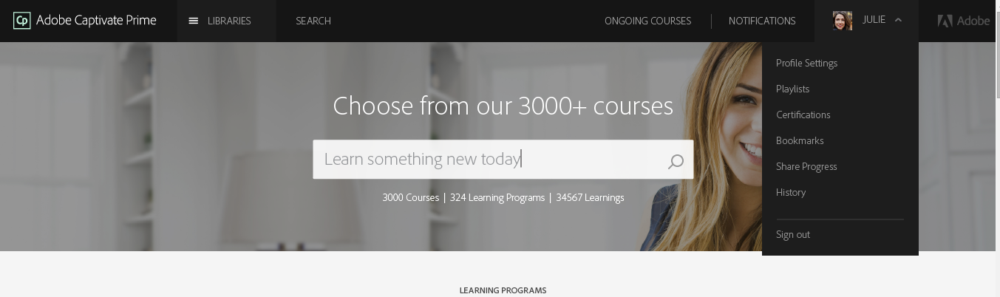 Cp Adobe Captivate Prime LIBRARIES SEARCH ONGOING COURSES NOTIFICATIONS JULIE Adobe
Profile Settings
Playlists
Certifications
Bookmarks
Share Progress
History
Sign out
Choose from our 3000+ courses
Learn something new today
3000 Courses | 324 Learning Programs | 34567 Learnings
LEARNING PROGRAMS